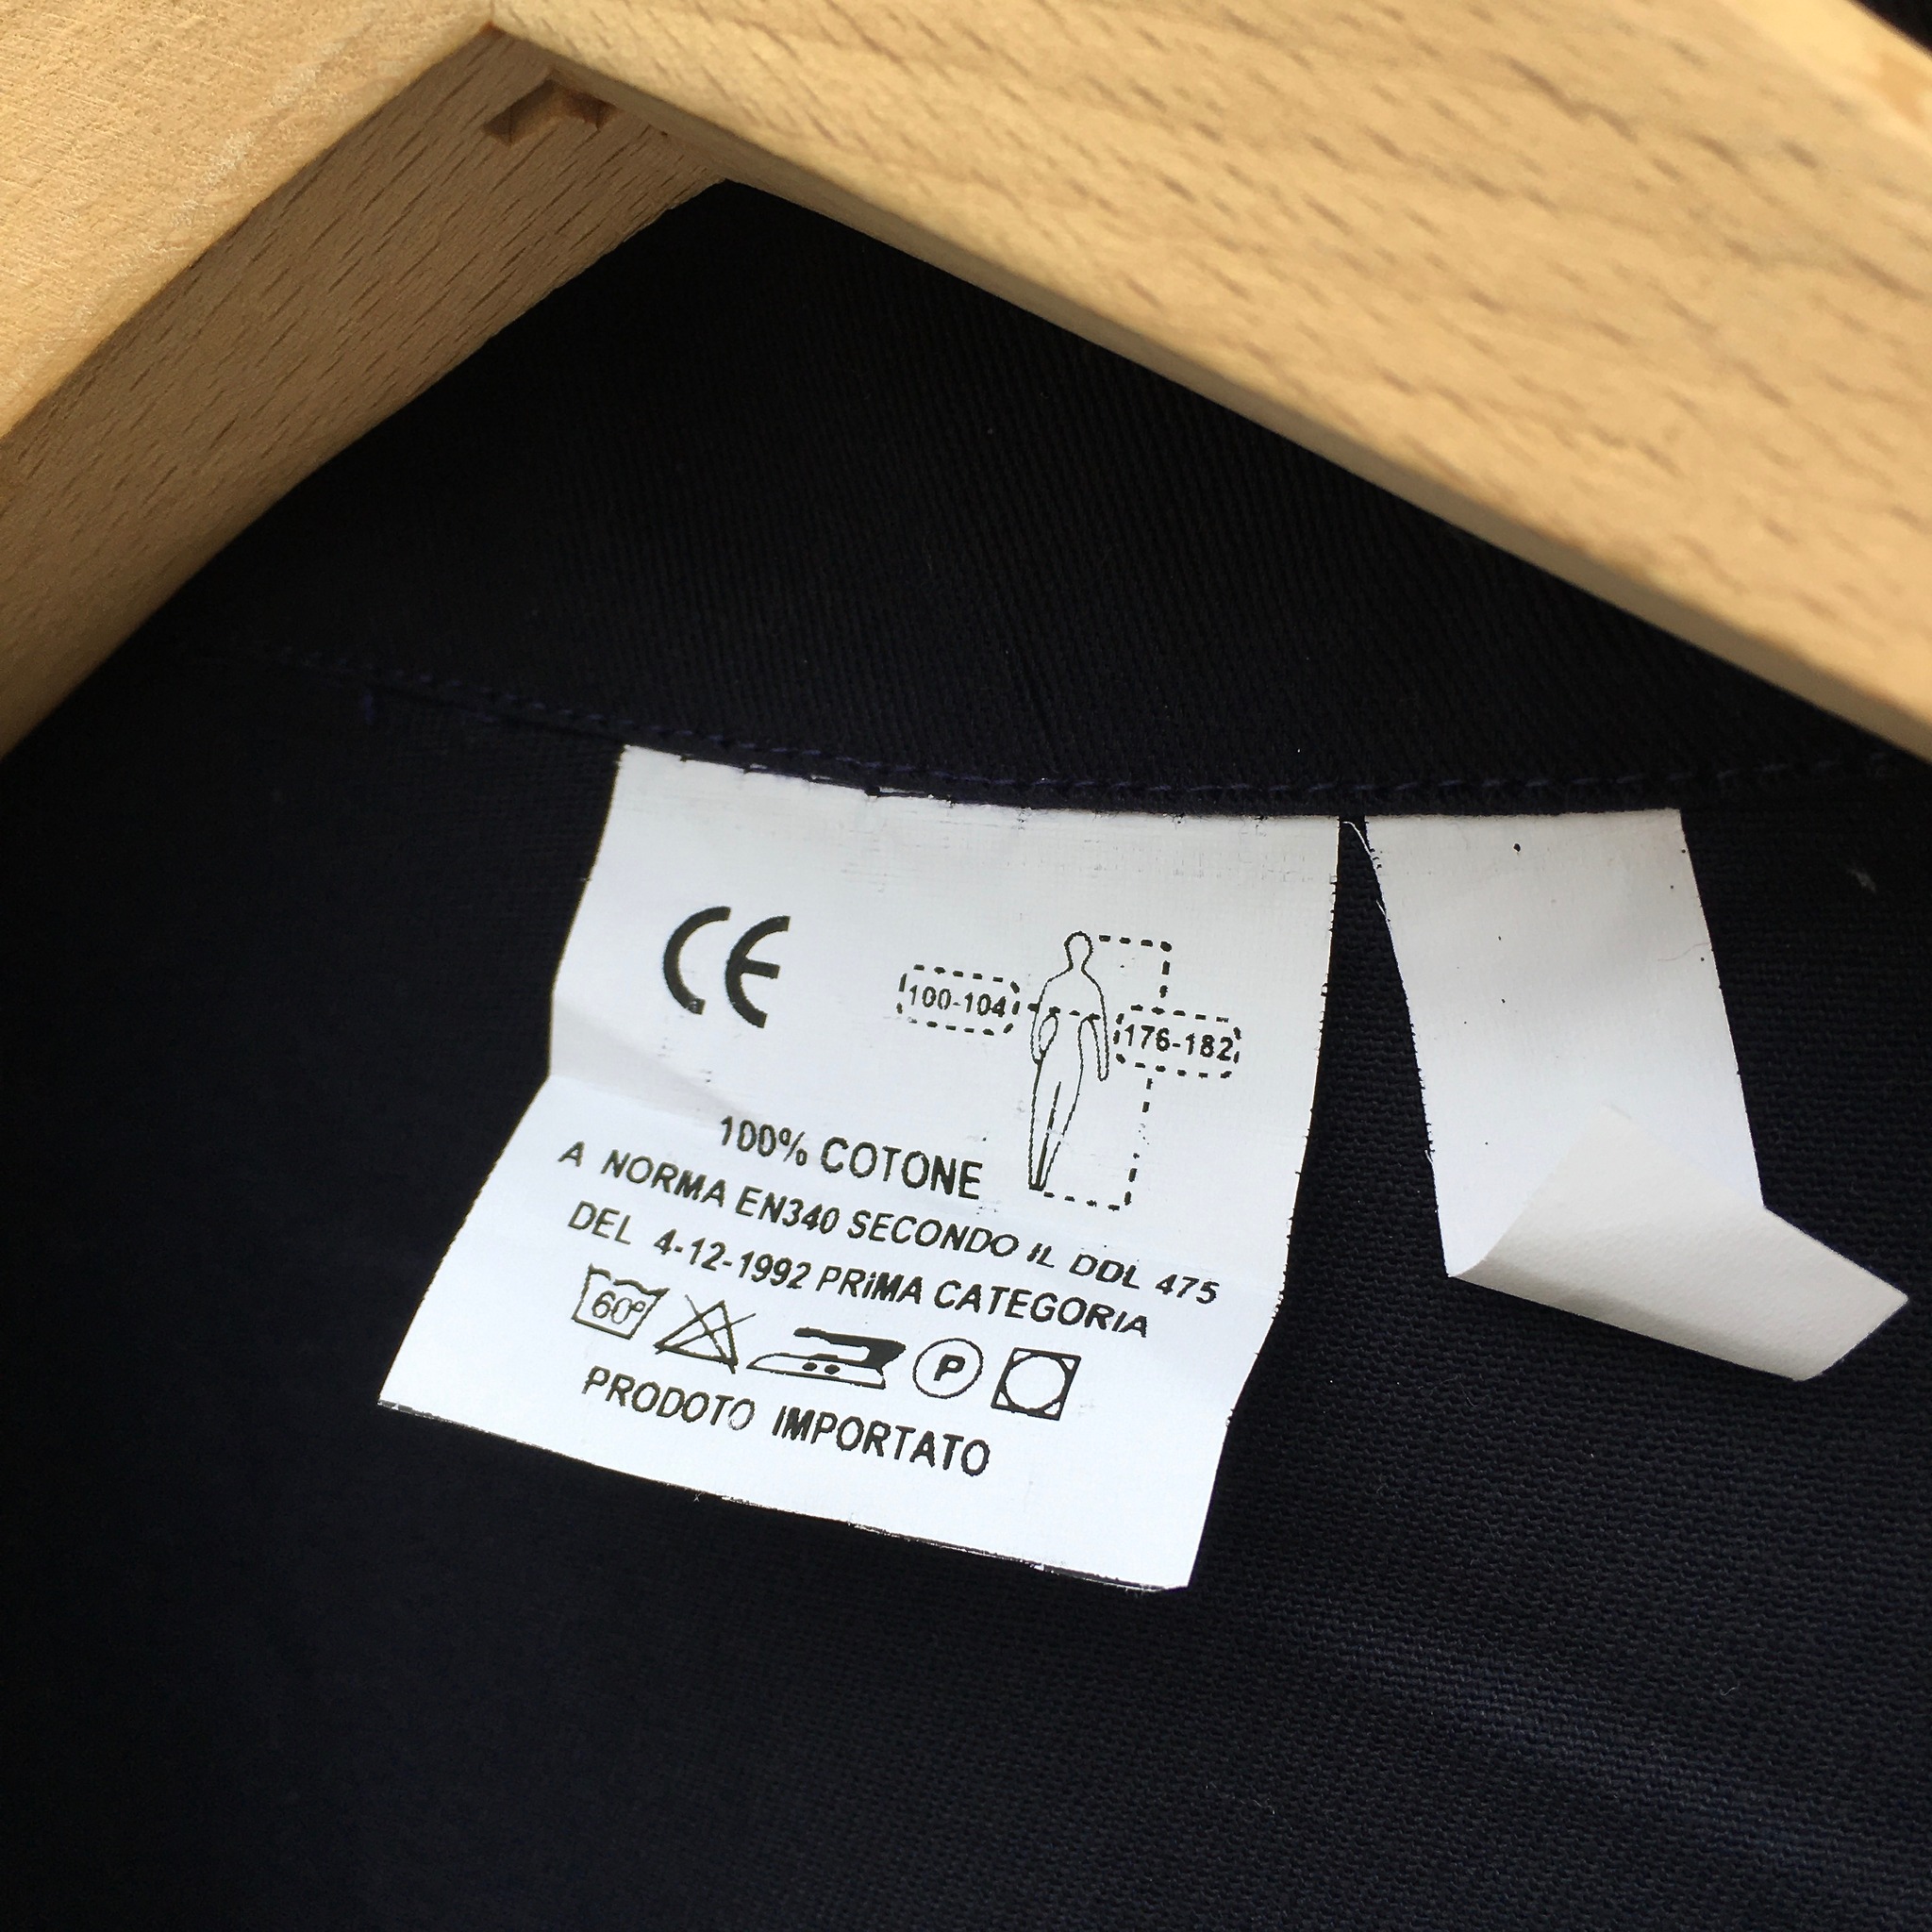 CE
100-104
176-182
100% COTONE
A NORMA EN340 SECONDO IL DDL 475
DEL 4-12-1992 PRiMA CATEGORIA
60° P
PRODOTO IMPORTATO